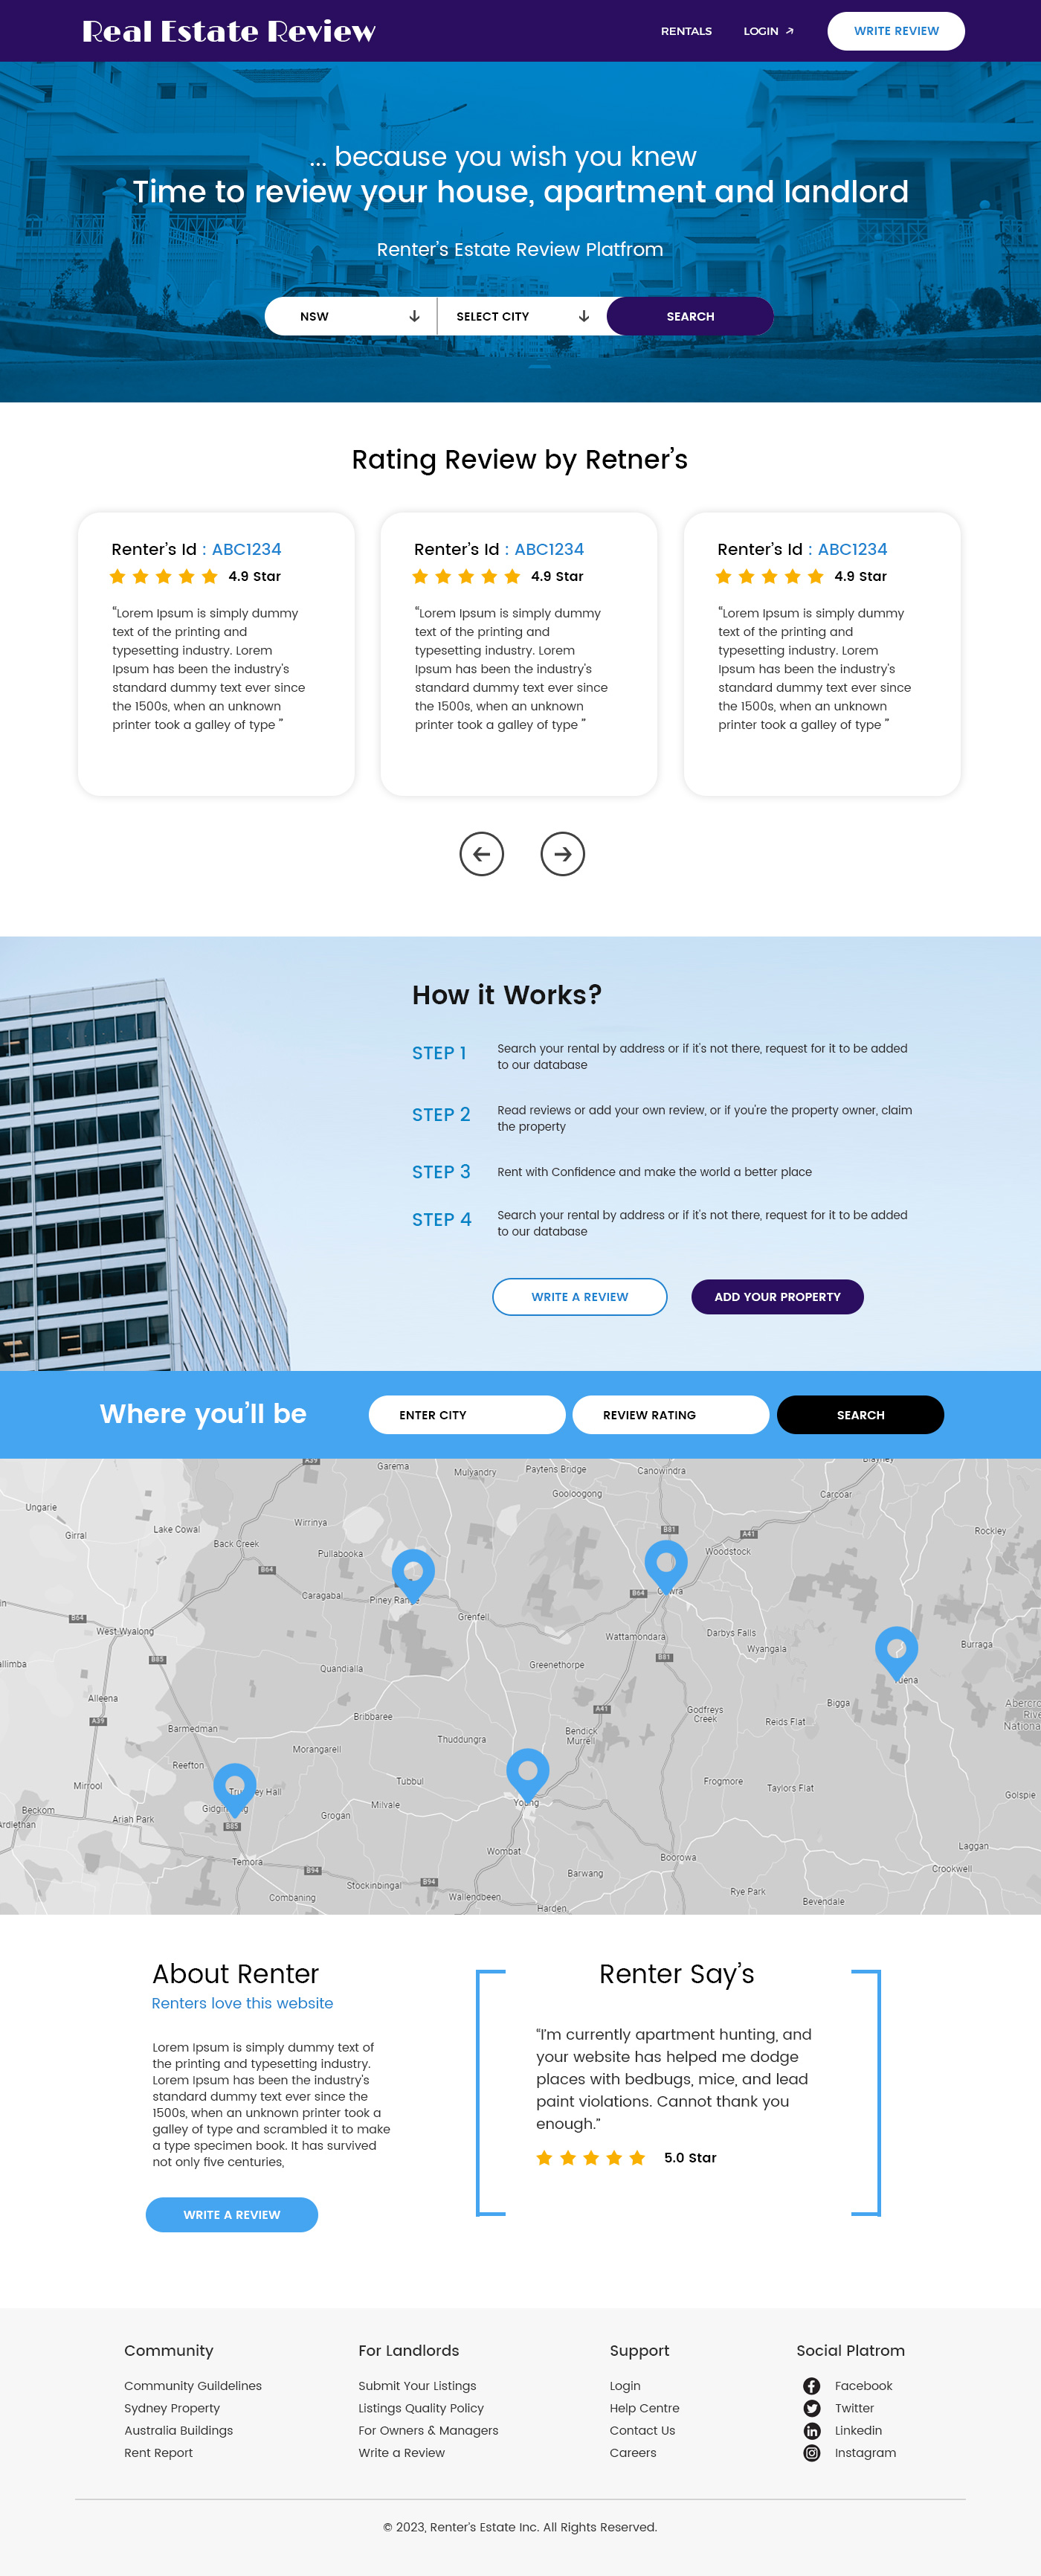 Real Estate Review
RENTALS
LOGIN
WRITE REVIEW
... because you wish you knew
Time to review your house, apartment and landlord
Renter's Estate Review Platfrom
NSW
SELECT CITY
SEARCH
Rating Review by Retner's
Renter's Id : ABC1234
4.9 Star
"Lorem Ipsum is simply dummy
text of the printing and
typesetting industry. Lorem
Ipsum has been the industry's
standard dummy text ever since
the 1500s, when an unknown
printer took a galley of type "
Renter's Id : ABC1234
4.9 Star
"Lorem Ipsum is simply dummy
text of the printing and
typesetting industry. Lorem
Ipsum has been the industry's
standard dummy text ever since
the 1500s, when an unknown
printer took a galley of type "
Renter's Id : ABC1234
4.9 Star
"Lorem Ipsum is simply dummy
text of the printing and
typesetting industry. Lorem
Ipsum has been the industry's
standard dummy text ever since
the 1500s, when an unknown
printer took a galley of type "
How it Works?
STEP 1
Search your rental by address or if it's not there, request for it to be added
to our database
STEP 2
Read reviews or add your own review, or if you're the property owner, claim
the property
STEP 3
Rent with Confidence and make the world a better place
STEP 4
Search your rental by address or if it's not there, request for it to be added
to our database
WRITE A REVIEW
ADD YOUR PROPERTY
Where you'll be
ENTER CITY
REVIEW RATING
SEARCH
Garema
Mulyandry
Paytens Bridge
Canowindra
Gooloogong
Carcoar
Ungarie
Girral
Lake Cowal
Wirrinya
Back Creek
Pullabooka
B81
A41
Rockley
Woodstock
B64
Caragabal
Piney Range
B64
B64
Grenfell
West Wyalong
Wattamondara
Darbys Falls
Wyangala
Burraga
B85
B81
Greenethorpe
Quandialla
Alleena
A39
Bribbaree
A41
Godfreys
Creek
Bigga
Reids Flat
Barmedman
Thuddungra
Bendick
Murrell
Morangarell
Reefton
Mirrool
Tubbul
Frogmore
Taylors Flat
Golspie
Beckom
Ariah Park
Milvale
Grogan
B85
Wombat
Boorowa
Laggan
Temora
B94
Barwang
Crookwell
Stockinbingal
B94
Combaning
Wallendbeen
Rye Park
Bevendale
Harden
About Renter
Renters love this website
Lorem Ipsum is simply dummy text of
the printing and typesetting industry.
Lorem Ipsum has been the industry's
standard dummy text ever since the
1500s, when an unknown printer took a
galley of type and scrambled it to make
a type specimen book. It has survived
not only five centuries,
WRITE A REVIEW
Renter Say's
"I'm currently apartment hunting, and
your website has helped me dodge
places with bedbugs, mice, and lead
paint violations. Cannot thank you
enough."
5.0 Star
Community
Community Guildelines
Sydney Property
Australia Buildings
Rent Report
For Landlords
Submit Your Listings
Listings Quality Policy
For Owners & Managers
Write a Review
Support
Login
Help Centre
Contact Us
Careers
Social Platrom
Facebook
Twitter
Linkedin
Instagram
© 2023, Renter's Estate Inc. All Rights Reserved.